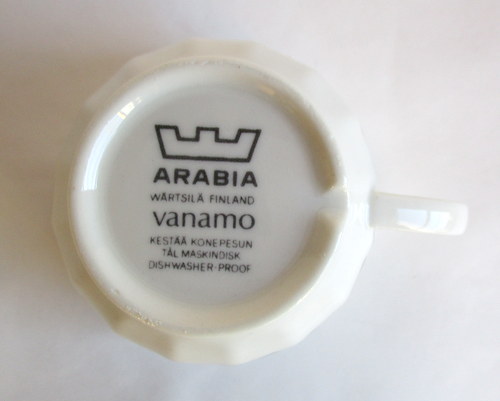 ARABIA
WÄRTSILÄ FINLAND
vanamo
KESTÄÄ KONEPESUN
TÅL MASKINDISK
DISHWASHER-PROOF